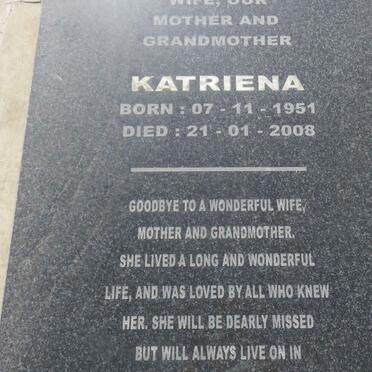 WIFE, OUR
MOTHER AND
GRANDMOTHER
KATRIENA
BORN : 07 - 11 - 1951
DIED : 21 - 01 - 2008
GOODBYE TO A WONDERFUL WIFE,
MOTHER AND GRANDMOTHER.
SHE LIVED A LONG AND WONDERFUL
LIFE, AND WAS LOVED BY ALL WHO KNEW
HER. SHE WILL BE DEARLY MISSED
BUT WILL ALWAYS LIVE ON IN